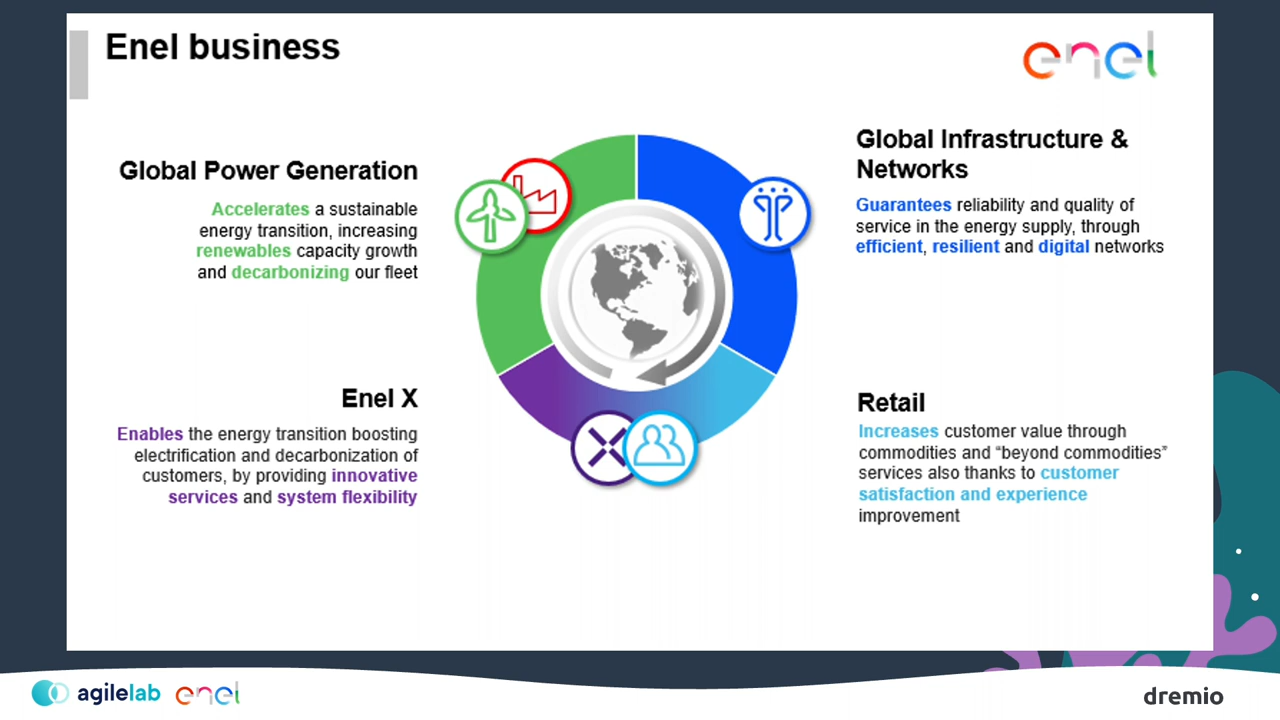 Enel business
enel
Global Power Generation
Accelerates a sustainable
energy transition, increasing
renewables capacity growth
and decarbonizing our fleet
Global Infrastructure &
Networks
Guarantees reliability and quality of
service in the energy supply, through
efficient, resilient and digital networks
Enel X
Enables the energy transition boosting
electrification and decarbonization of
customers, by providing innovative
services and system flexibility
Retail
Increases customer value through
commodities and “beyond commodities”
services also thanks to customer
satisfaction and experience
improvement
agilelab enel
dremio